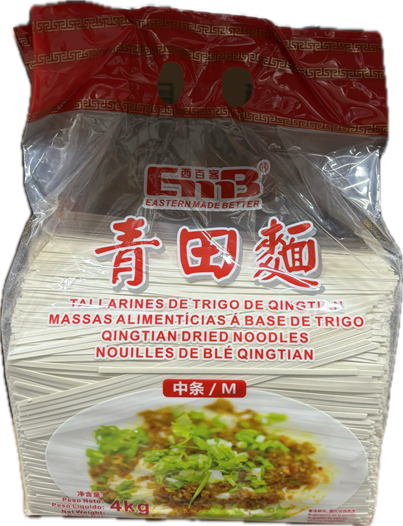 西百客
EMB®
EASTERN MADE BETTER
青田麵
TALLARINES DE TRIGO DE QINGTIAN
MASSAS ALIMENTÍCIAS Á BASE DE TRIGO
QINGTIAN DRIED NOODLES
NOUILLES DE BLÉ QINGTIAN
中条/M
净含量
Peso Neto:
Peso Líquido:
Net Weight:
4kg